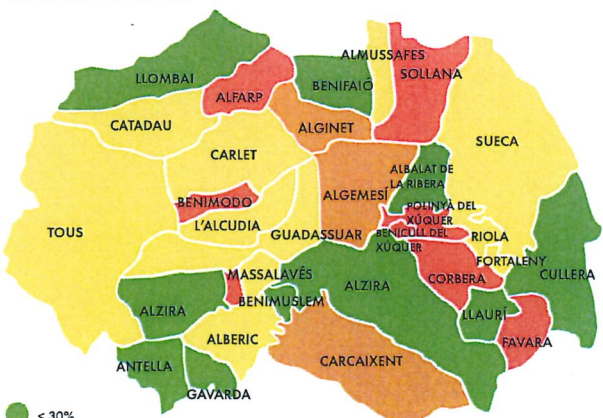 ALMUSSAFES
LLOMBAI
SOLLANA
ALFARP
BENIFAIÓ
CATADAU
ALGINET
SUECA
CARLET
ALBALAT DE
LA RIBERA
ALGEMESÍ
BENIMODO
POLINYÀ DEL
XÚQUER
L'ALCUDIA
TOUS
GUADASSUAR
BENICULL DEL
XÚQUER
RIOLA
FORTALENY
MASSALAVÉS
CORBERA
CULLERA
ALZIRA
BENIMUSLEM
ALZIRA
LLAURÍ
ALBERIC
FAVARA
ANTELLA
CARCAIXENT
GAVARDA
< 30%